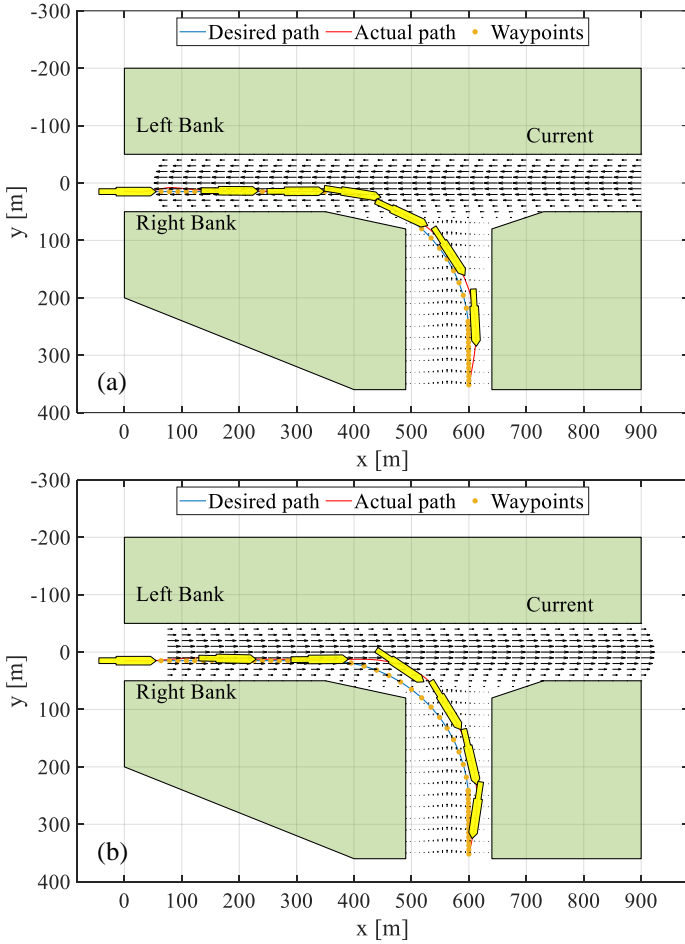 -300
Desired path Actual path Waypoints
-200
-100
Left Bank
Current
0
Right Bank
100
200
300
(a)
400
0 100 200 300 400 500 600 700 800 900
y [m]
x [m]
-300
Desired path Actual path Waypoints
-200
-100
Left Bank
Current
0
Right Bank
100
200
300
(b)
400
0 100 200 300 400 500 600 700 800 900
y [m]
x [m]